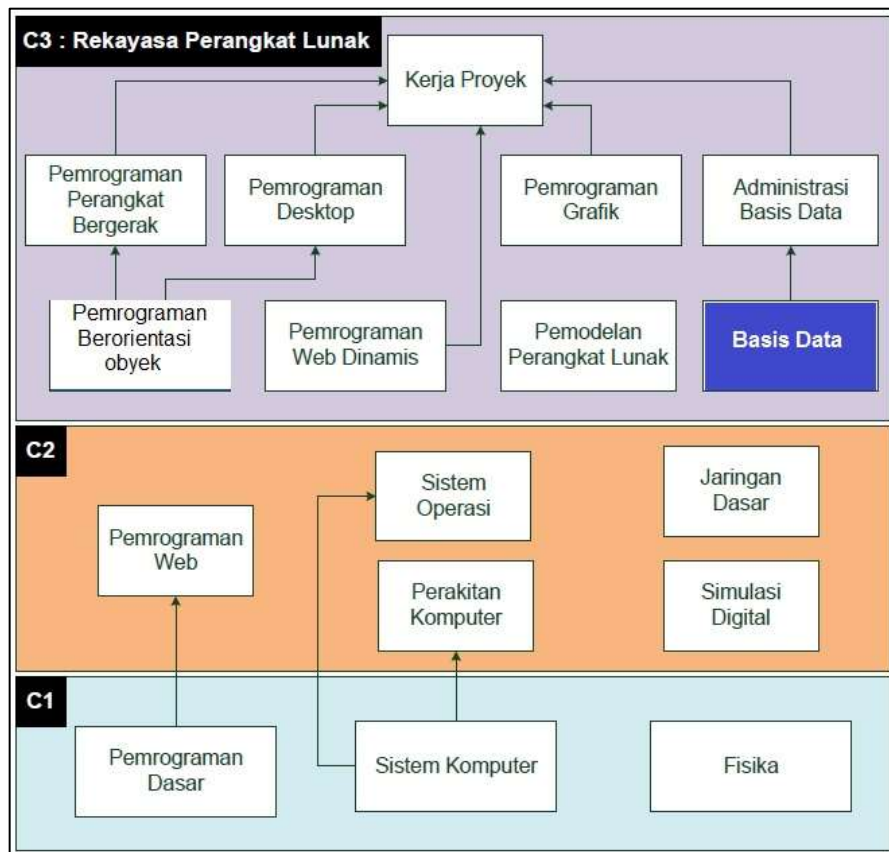 C3 : Rekayasa Perangkat Lunak
Kerja Proyek
Pemrograman
Perangkat
Bergerak
Pemrograman
Desktop
Pemrograman
Grafik
Administrasi
Basis Data
Pemrograman
Berorientasi
obyek
Pemrograman
Web Dinamis
Pemodelan
Perangkat Lunak
Basis Data
C2
Sistem
Operasi
Jaringan
Dasar
Pemrograman
Web
Perakitan
Komputer
Simulasi
Digital
C1
Pemrograman
Dasar
Sistem Komputer
Fisika